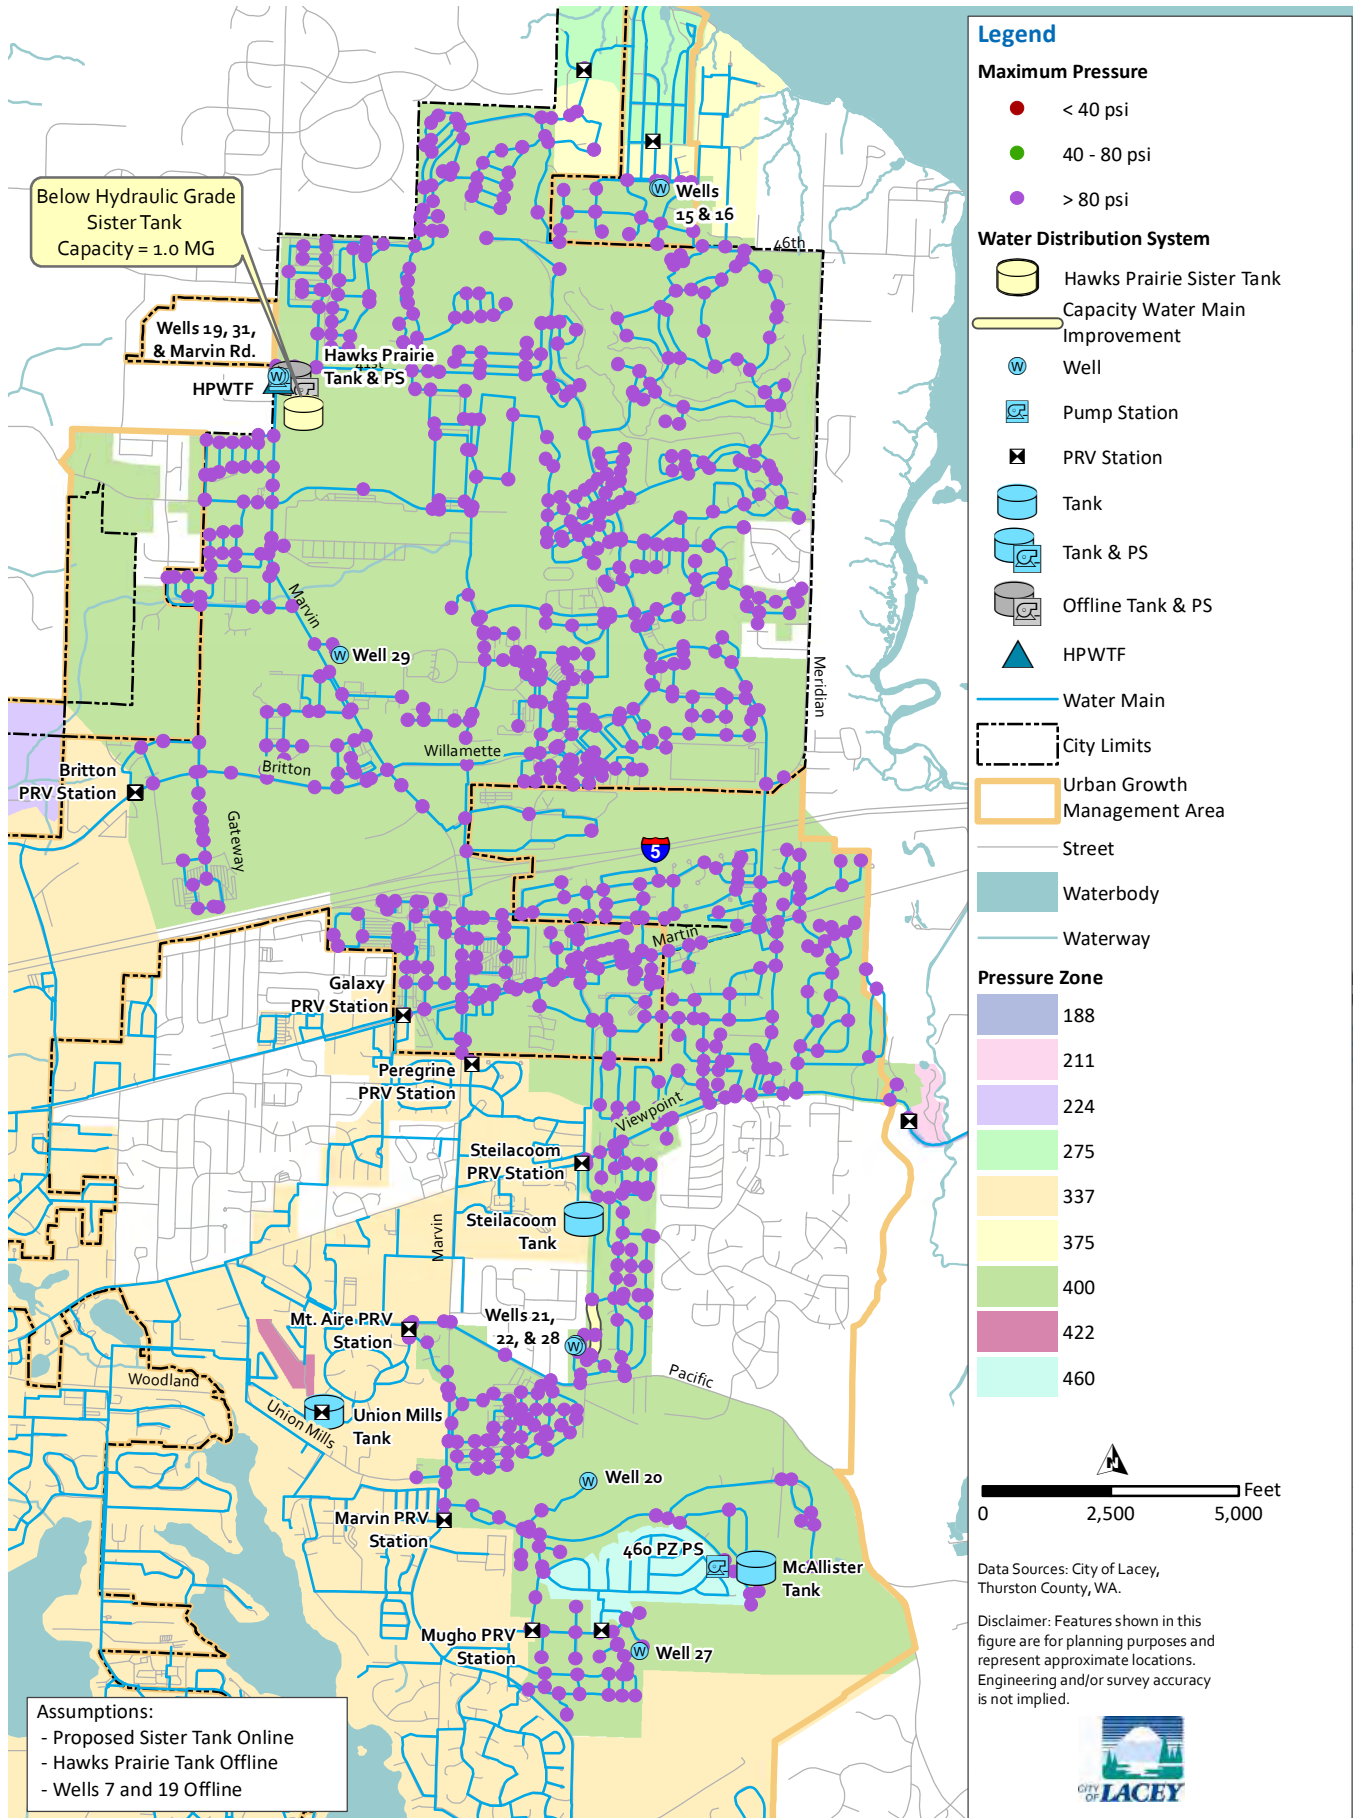 Below Hydraulic Grade
Sister Tank
Capacity = 1.0 MG
Wells
15 & 16
46th
Wells 19, 31,
& Marvin Rd.
Hawks Prairie
41st
Tank & PS
HPWTF
Marvin
Well 29
Meridian
Willamette
Britton
Britton
PRV Station
Gateway
5
Martin
Galaxy
PRV Station
Peregrine
PRV Station
Viewpoint
Steilacoom
PRV Station
Steilacoom
Tank
Marvin
Mt. Aire PRV
Station
Wells 21,
22, & 28
Pacific
Woodland
Union Mills
Union Mills
Tank
Well 20
Marvin PRV
Station
460 PZ PS
McAllister
Tank
Mugho PRV
Station
Well 27
Assumptions:
- Proposed Sister Tank Online
- Hawks Prairie Tank Offline
- Wells 7 and 19 Offline
Legend
Maximum Pressure
< 40 psi
40 - 80 psi
> 80 psi
Water Distribution System
Hawks Prairie Sister Tank
Capacity Water Main
Improvement
W Well
Pump Station
PRV Station
Tank
Tank & PS
Offline Tank & PS
HPWTF
Water Main
City Limits
Urban Growth
Management Area
Street
Waterbody
Waterway
Pressure Zone
188
211
224
275
337
375
400
422
460
N
Feet
0 2,500 5,000
Data Sources: City of Lacey,
Thurston County, WA.
Disclaimer: Features shown in this
figure are for planning purposes and
represent approximate locations.
Engineering and/or survey accuracy
is not implied.
CITY OF LACEY